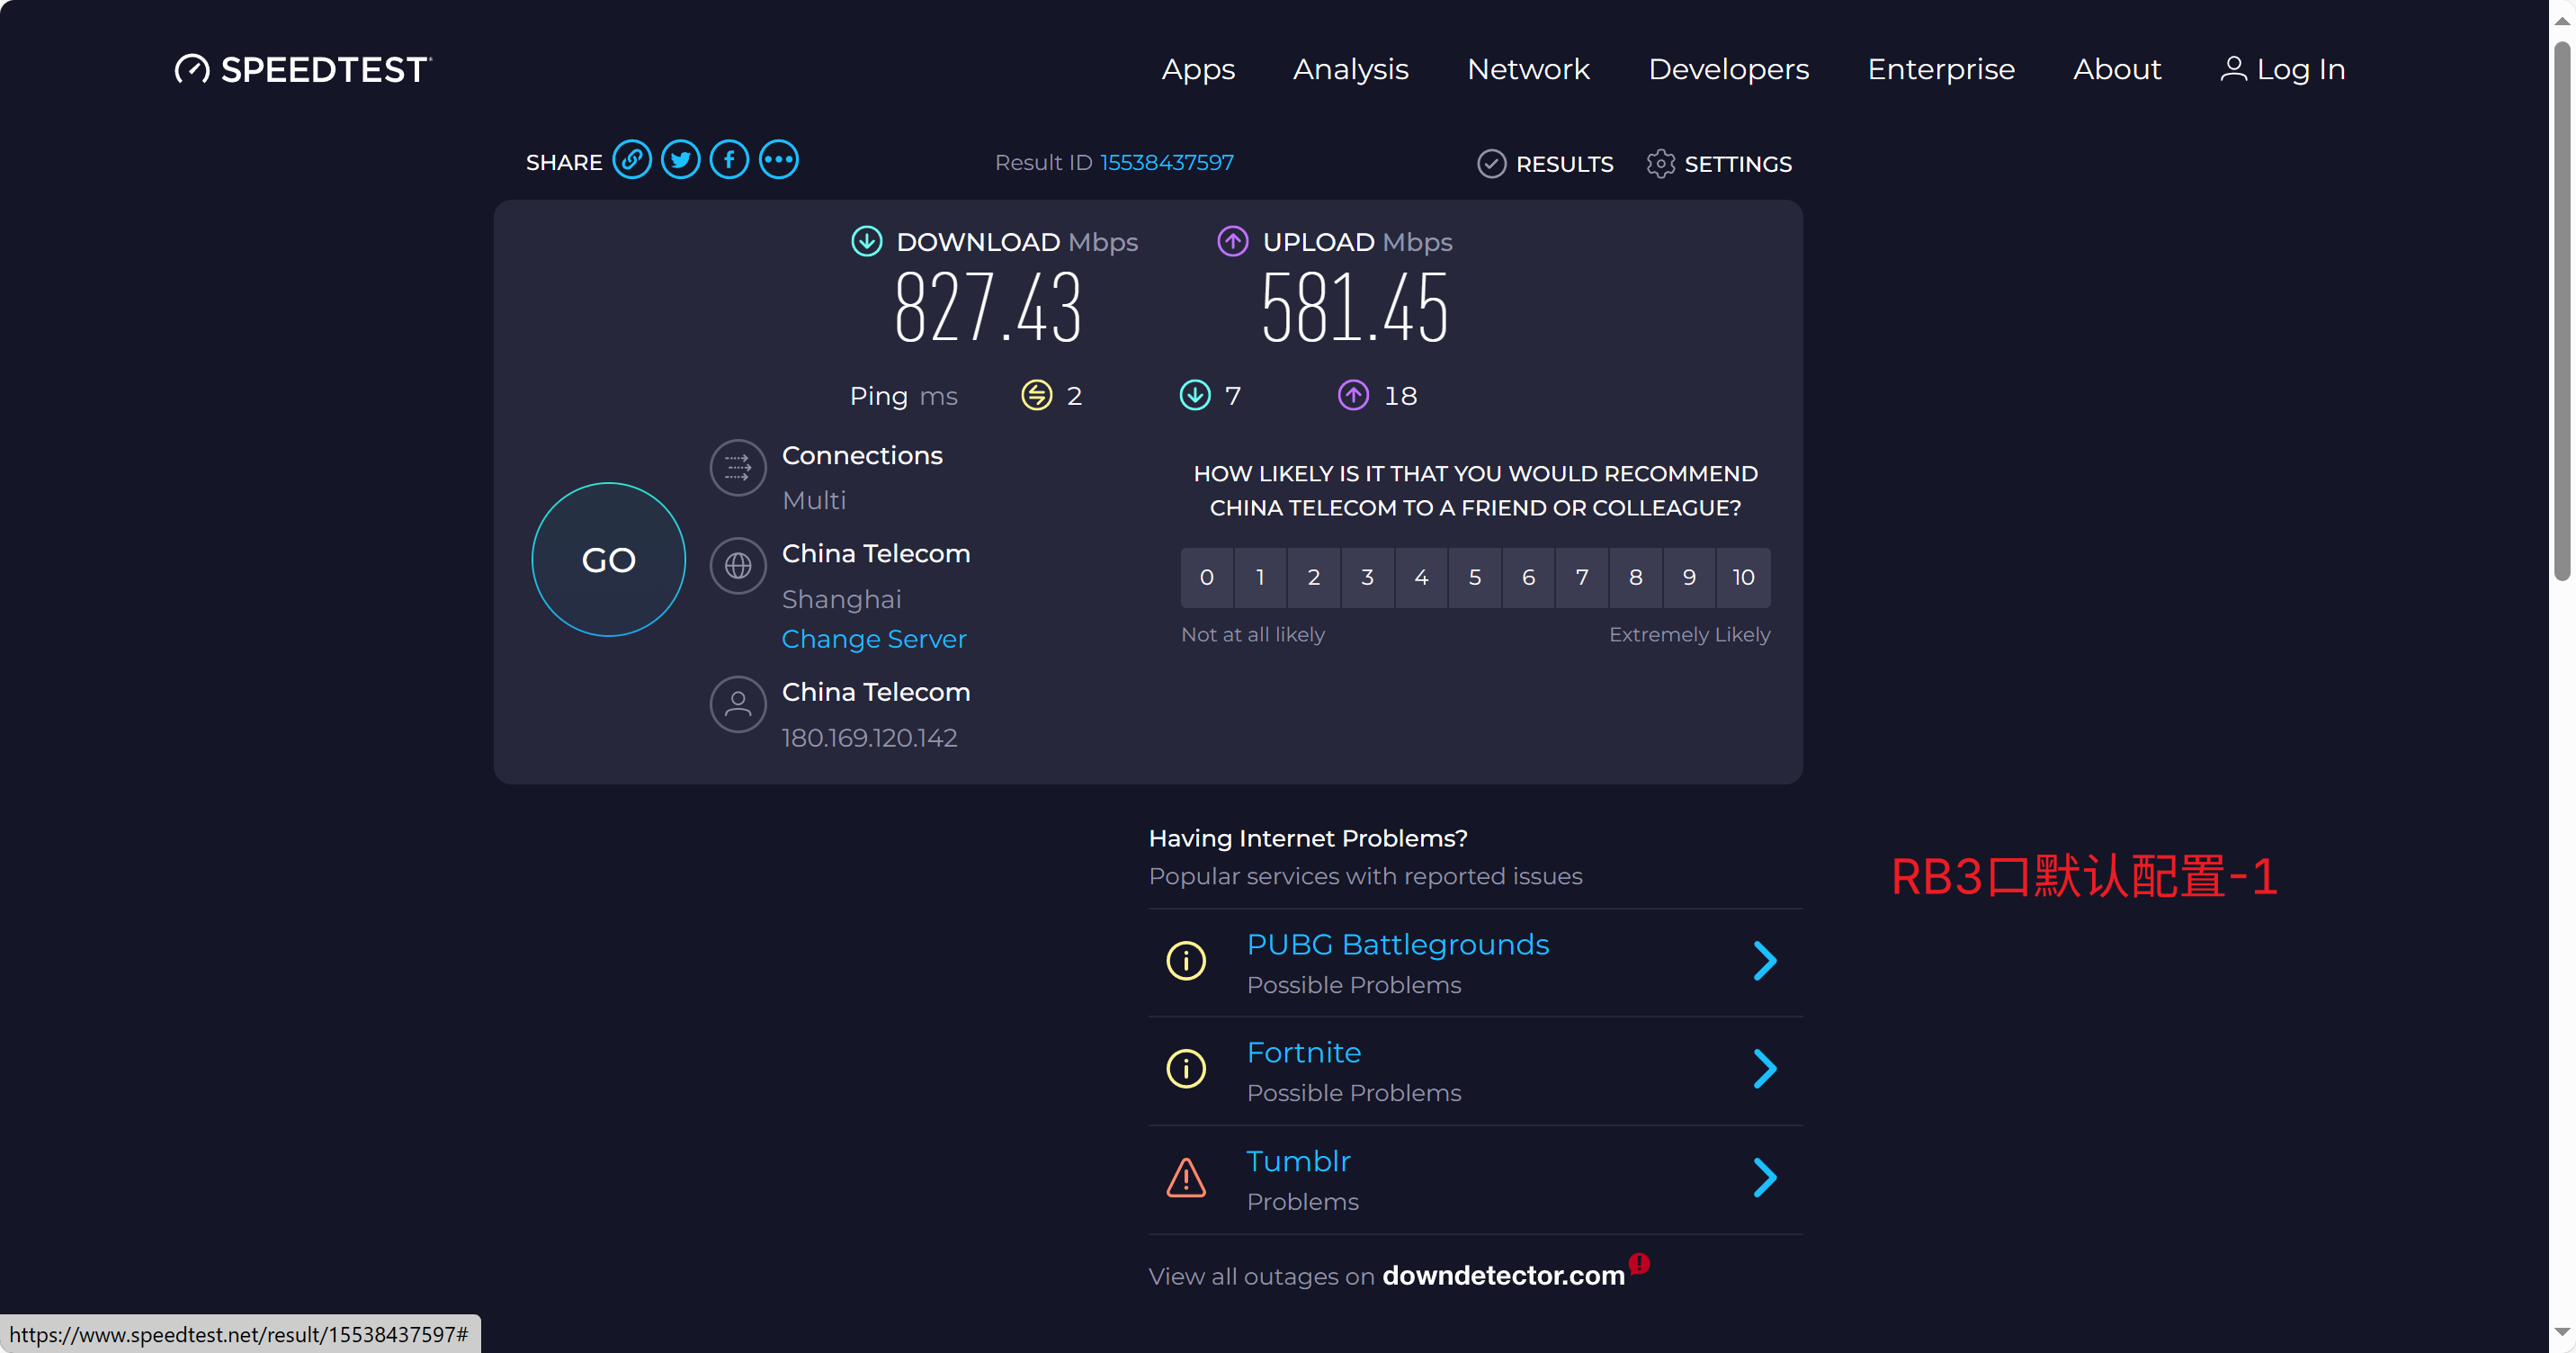 SPEEDTEST
Apps Analysis Network Developers Enterprise About Log In
SHARE Result ID 15538437597 RESULTS SETTINGS
DOWNLOAD Mbps UPLOAD Mbps
827.43 581.45
Ping ms 2 7 18
Connections
Multi
GO
China Telecom
Shanghai
Change Server
China Telecom
180.169.120.142
HOW LIKELY IS IT THAT YOU WOULD RECOMMEND
CHINA TELECOM TO A FRIEND OR COLLEAGUE?
0 1 2 3 4 5 6 7 8 9 10
Not at all likely Extremely Likely
Having Internet Problems?
Popular services with reported issues
RB3口默认配置-1
PUBG Battlegrounds
Possible Problems
Fortnite
Possible Problems
Tumblr
Problems
View all outages on downdetector.com
https://www.speedtest.net/result/15538437597#